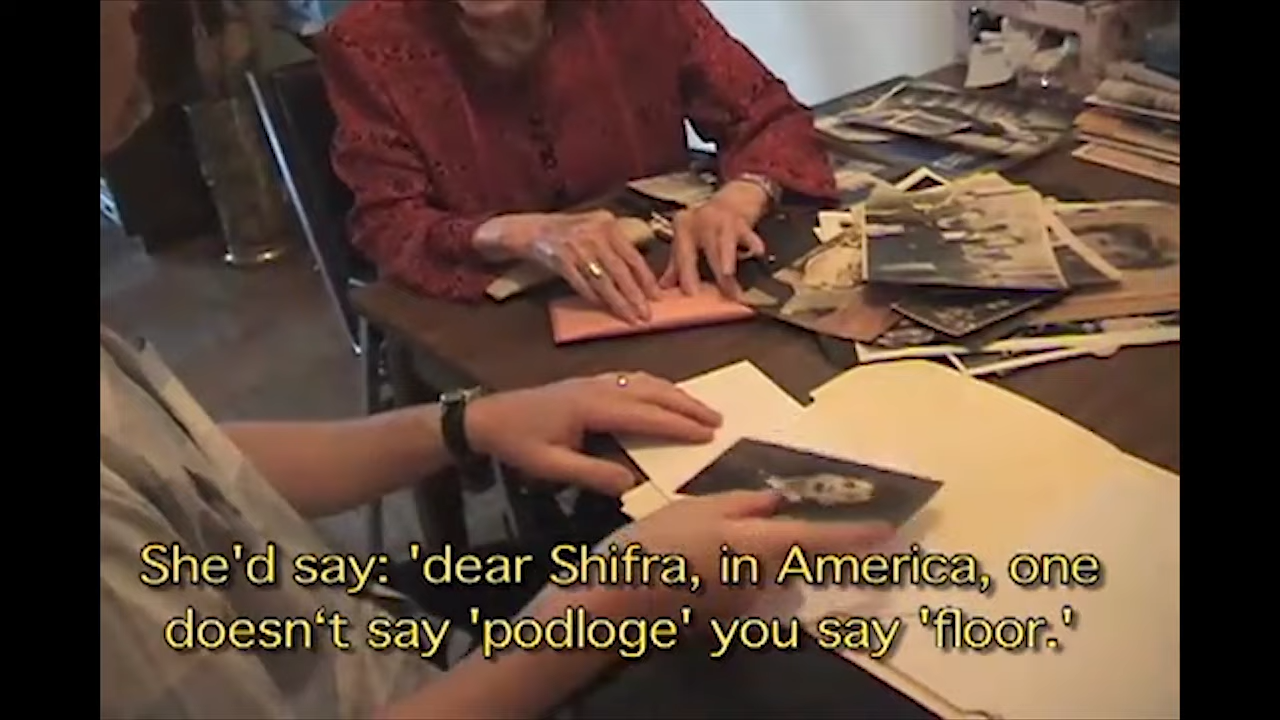 She'd say: 'dear Shifra, in America, one
doesn‘t say 'podloge' you say 'floor.'